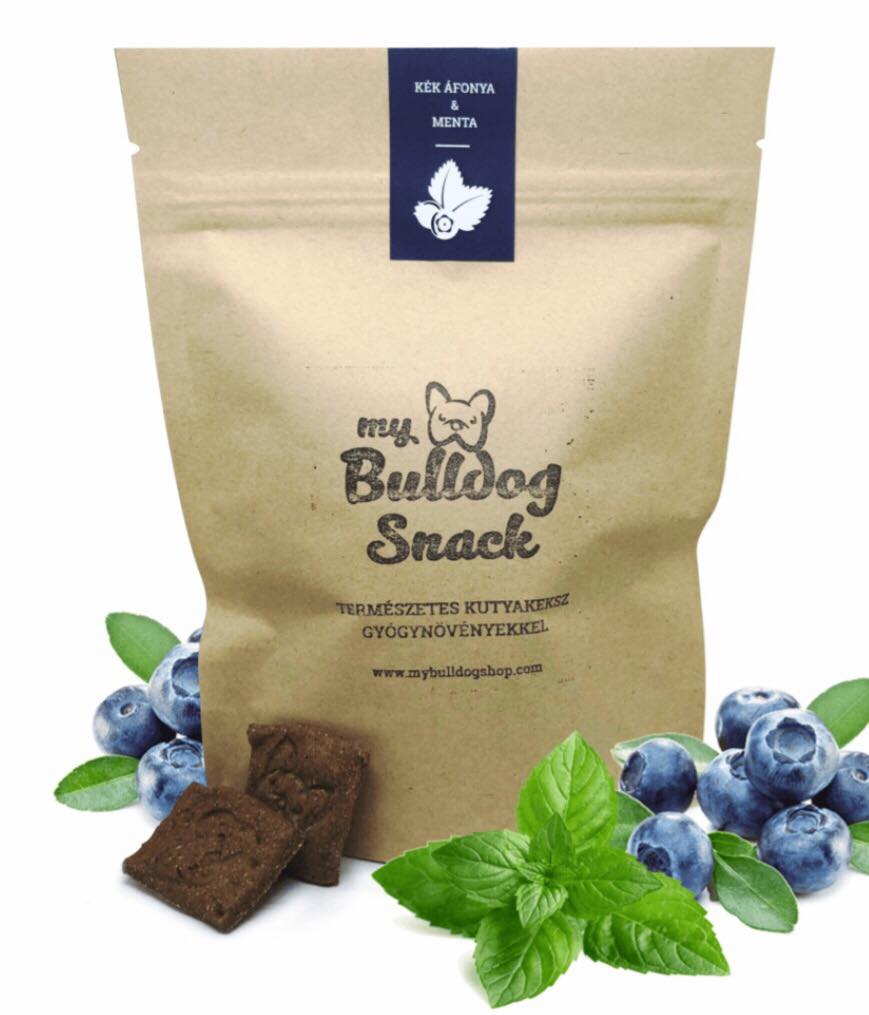 KÉK ÁFONYA
&
MENTA
my
Bulldog
Snack
TERMÉSZETES KUTYAKEKSZ
GYÓGYNÖVÉNYEKKEL
www.mybulldogshop.com